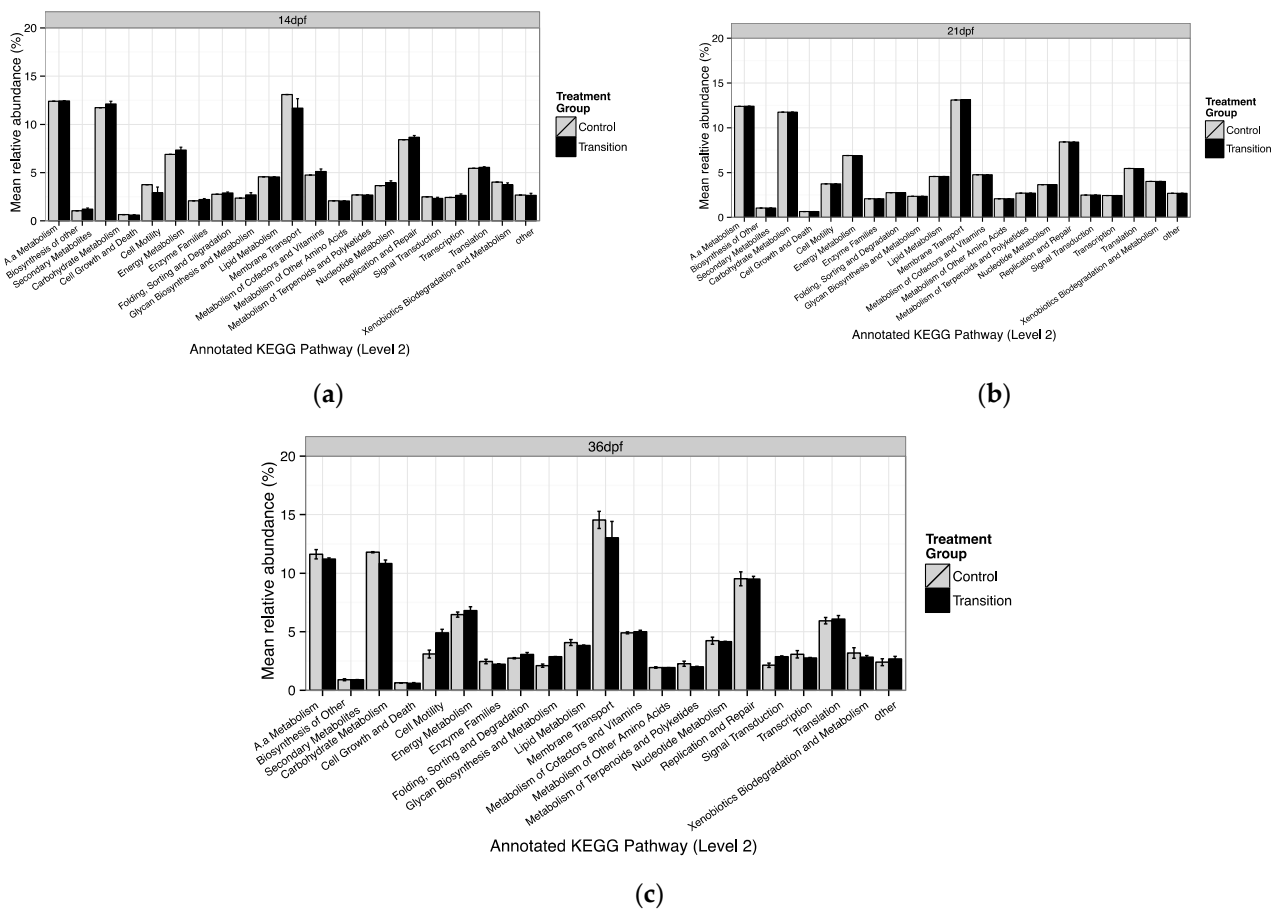 14dpf
Mean relative abundance (%)
20
15
10
5
0
A.a Metabolism
Biosynthesis of other
Secondary Metabolites
Carbohydrate Metabolism
Cell Growth and Death
Cell Motility
Energy Metabolism
Enzyme Families
Folding, Sorting and Degradation
Glycan Biosynthesis and Metabolism
Lipid Metabolism
Membrane Transport
Metabolism of Cofactors and Vitamins
Metabolism of Other Amino Acids
Metabolism of Terpenoids and Polyketides
Nucleotide Metabolism
Replication and Repair
Signal Transduction
Transcription
Translation
Xenobiotics Biodegradation and Metabolism
other
Annotated KEGG Pathway (Level 2)
Treatment
Group
Control
Transition
(a)
21dpf
Mean reltive abundance (%)
20
15
10
5
0
A.a Metabolism
Biosynthesis of Other
Secondary Metabolites
Carbohydrate Metabolism
Cell Growth and Death
Cell Motility
Energy Metabolism
Enzyme Families
Folding, Sorting and Degradation
Glycan Biosynthesis and Metabolism
Lipid Metabolism
Membrane Transport
Metabolism of Cofactors and Vitamins
Metabolism of Other Amino Acids
Metabolism of Terpenoids and Polyketides
Nucleotide Metabolism
Replication and Repair
Signal Transduction
Transcription
Translation
Xenobiotics Biodegradation and Metabolism
other
Annotated KEGG Pathway (Level 2)
Treatment
Group
Control
Transition
(b)
36dpf
Mean relative abundance (%)
20
15
10
5
0
A.a Metabolism
Biosynthesis of Other
Secondary Metabolites
Carbohydrate Metabolism
Cell Growth and Death
Cell Motility
Energy Metabolism
Enzyme Families
Folding, Sorting and Degradation
Glycan Biosynthesis and Metabolism
Lipid Metabolism
Membrane Transport
Metabolism of Cofactors and Vitamins
Metabolism of Other Amino Acids
Metabolism of Terpenoids and Polyketides
Nucleotide Metabolism
Replication and Repair
Signal Transduction
Transcription
Translation
Xenobiotics Biodegradation and Metabolism
other
Annotated KEGG Pathway (Level 2)
Treatment
Group
Control
Transition
(c)